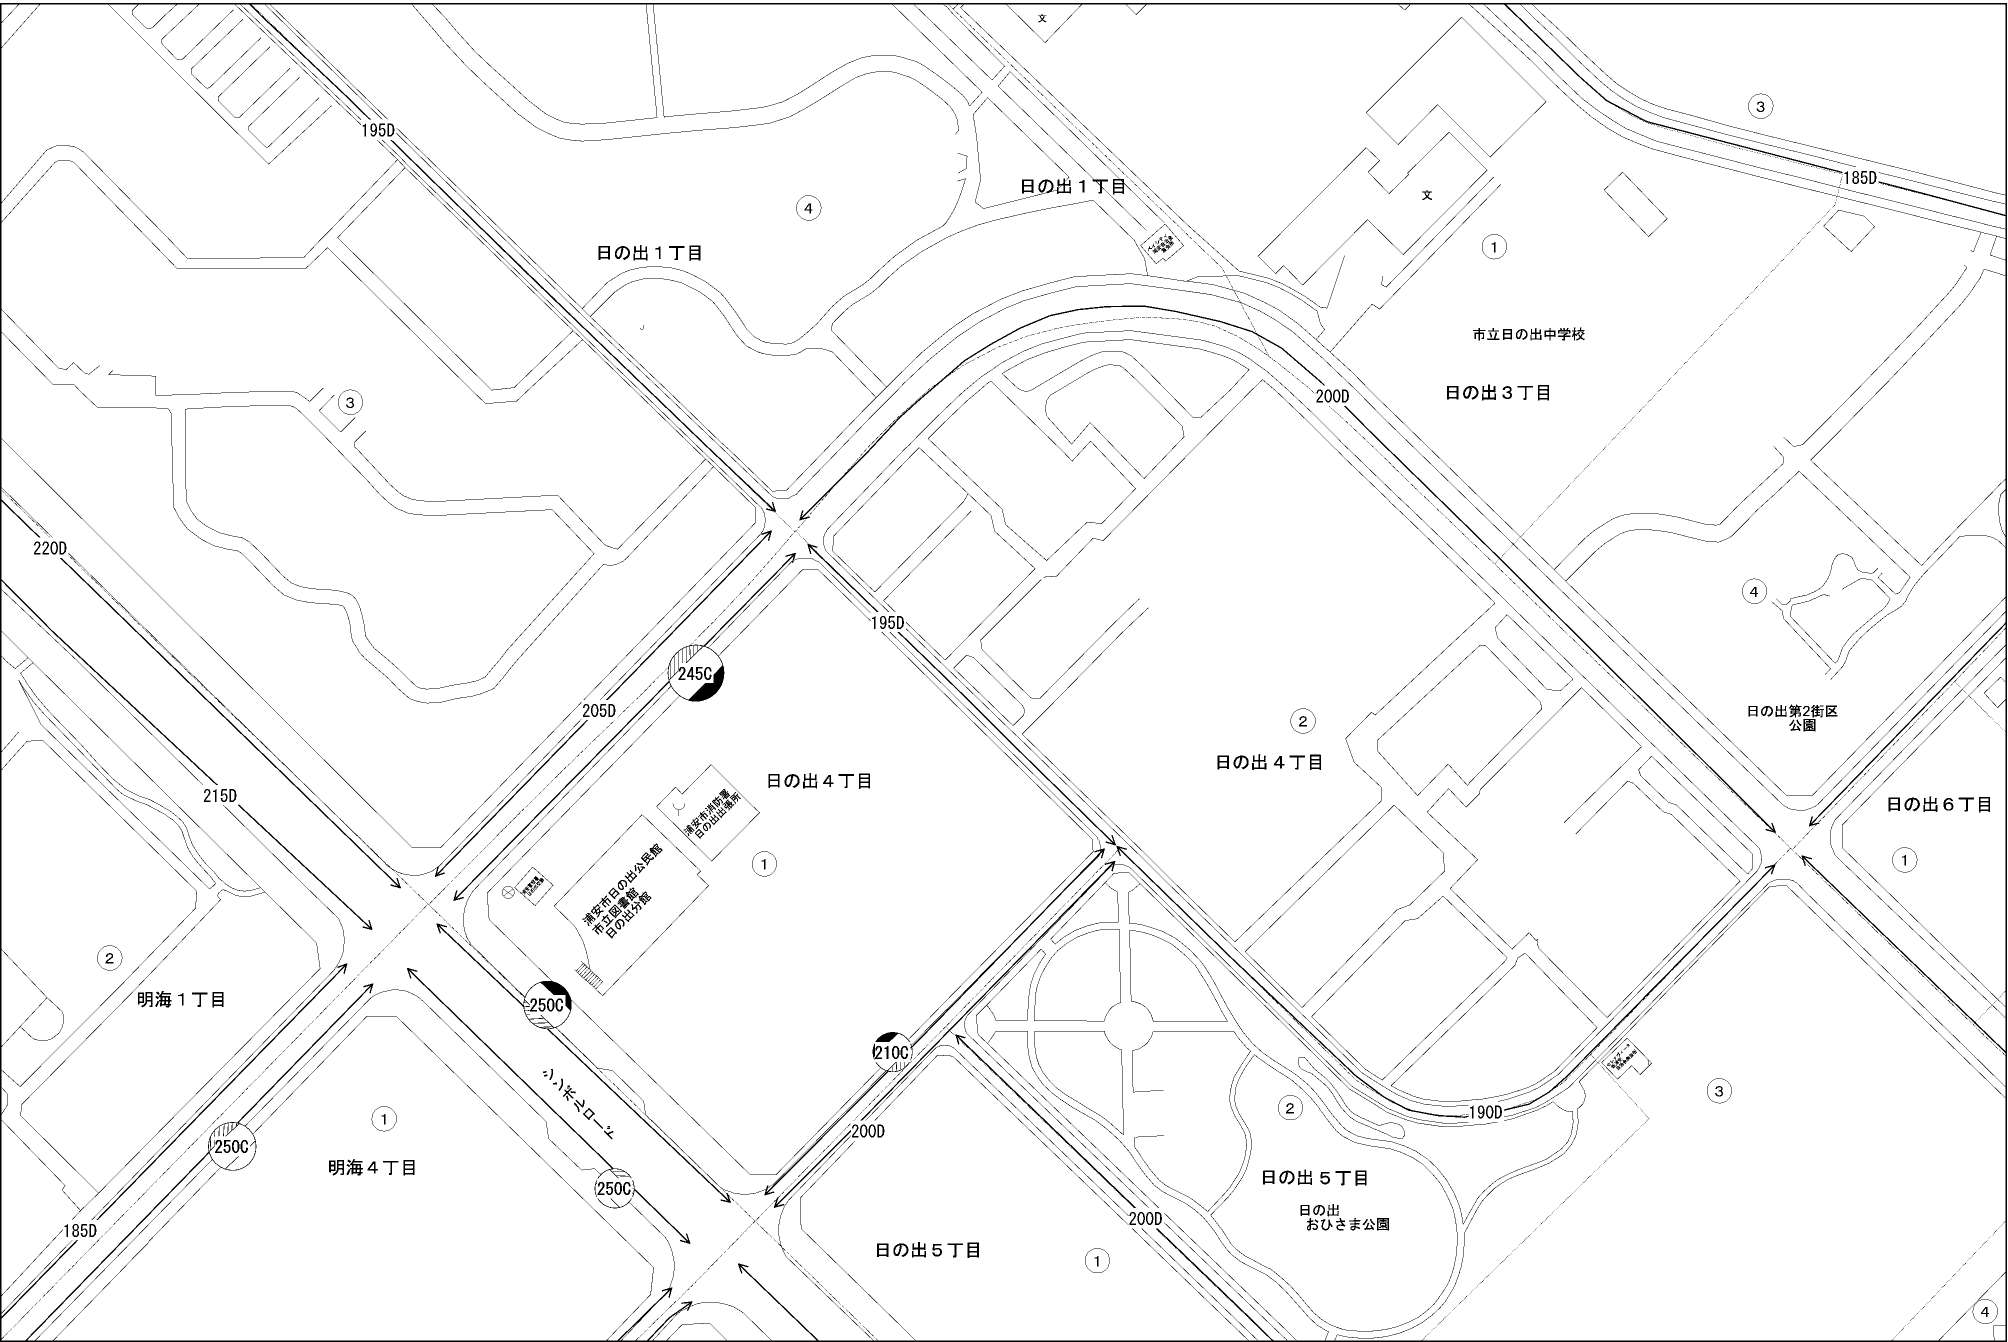 文
③
195D
185D
日の出１丁目
文
④
①
日の出１丁目
市立日の出中学校
日の出３丁目
200D
③
220D
④
195D
245C
205D
日の出第2街区
公園
②
日の出４丁目
日の出４丁目
215D
日の出６丁目
浦安市消防署
日の出出張所
①
①
浦安市日の出公民館
市立図書館
日の出分館
②
明海１丁目
250C
210C
シンボルロード
③
①
②
190D
200D
250C
明海４丁目
日の出５丁目
250C
日の出
おひさま公園
200D
185D
日の出５丁目
①
④